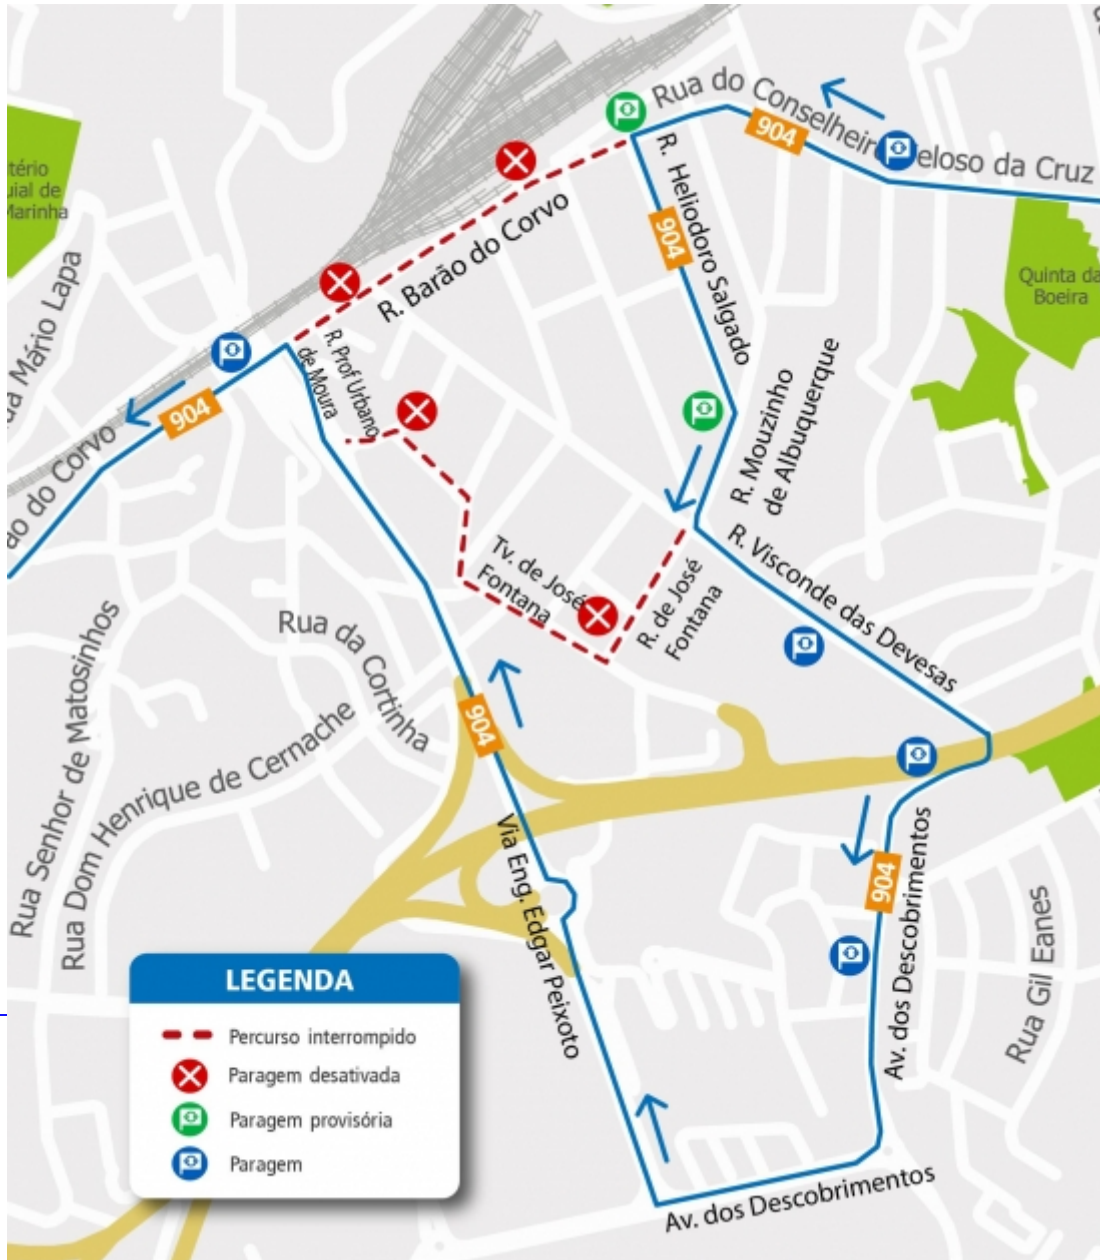 Rua do Conselheir
eloso da Cruz
904
tério
uial de
Marinha
R. Heliodoro Salgado
904
R. Barão do Corvo
Quinta da
Boeira
Mário Lapa
R. Prof Urbano
de Moura
904
ão do Corvo
R. Mouzinho
de Albuquerque
R. Visconde das Devesas
Tv. de José
Fontana
R. de José
Fontana
Rua da Cortinha
Rua Senhor de Matosinhos
Rua Dom Henrique de Cernache
904
Via Eng. Edgar Peixoto
904
Av. dos Descobrimentos
Rua Gil Eanes
Av. dos Descobrimentos
LEGENDA
Percurso interrompido
Paragem desativada
Paragem provisória
Paragem